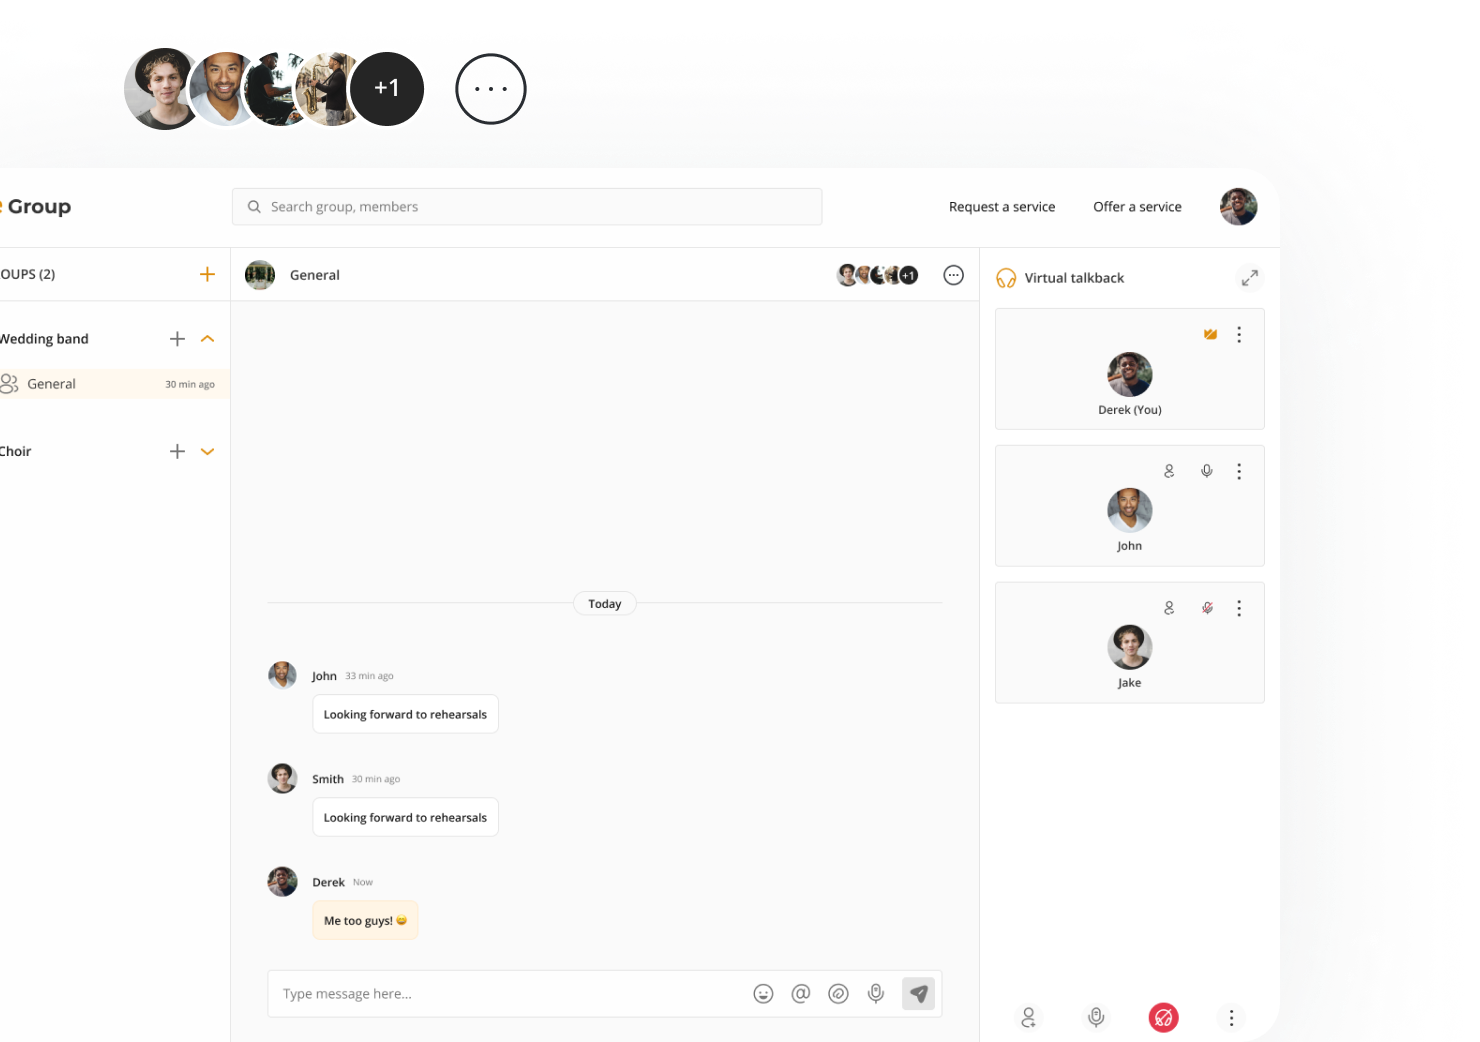 +1
Group
Search group, members
Request a service
Offer a service
OUPS (2)
General
+1
Virtual talkback
Wedding band
General
30 min ago
Choir
Derek (You)
John
Jake
Today
John 33 min ago
Looking forward to rehearsals
Smith 30 min ago
Looking forward to rehearsals
Derek Now
Me too guys! 😄
Type message here...